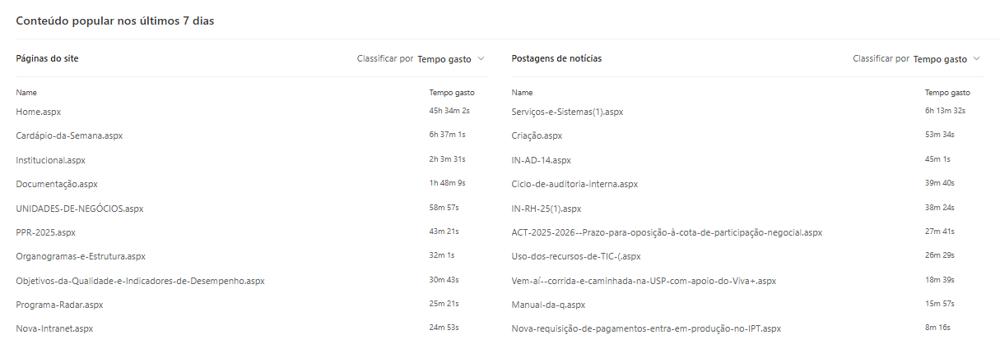 Conteúdo popular nos últimos 7 dias
Páginas do site
Classificar por Tempo gasto
Name Tempo gasto
Home.aspx 45h 34m 2s
Cardápio-da-Semana.aspx 6h 37m 1s
Institucional.aspx 2h 3m 31s
Documentação.aspx 1h 48m 9s
UNIDADES-DE-NEGÓCIOS.aspx 58m 57s
PPR-2025.aspx 43m 21s
Organogramas-e-Estrutura.aspx 32m 1s
Objetivos-da-Qualidade-e-Indicadores-de-Desempenho.aspx 30m 43s
Programa-Radar.aspx 25m 21s
Nova-Intranet.aspx 24m 53s
Postagens de notícias
Classificar por Tempo gasto
Name Tempo gasto
Serviços-e-Sistemas(1).aspx 6h 13m 32s
Criação.aspx 53m 34s
IN-AD-14.aspx 45m 1s
Ciclo-de-auditoria-interna.aspx 39m 40s
IN-RH-25(1).aspx 38m 24s
ACT-2025-2026--Prazo-para-oposição-à-cota-de-participação-negocial.aspx 27m 41s
Uso-dos-recursos-de-TIC-(.aspx 26m 29s
Vem-aí--corrida-e-caminhada-na-USP-com-apoio-do-Viva+.aspx 18m 39s
Manual-da-q.aspx 15m 57s
Nova-requisição-de-pagamentos-entra-em-produção-no-IPT.aspx 8m 16s